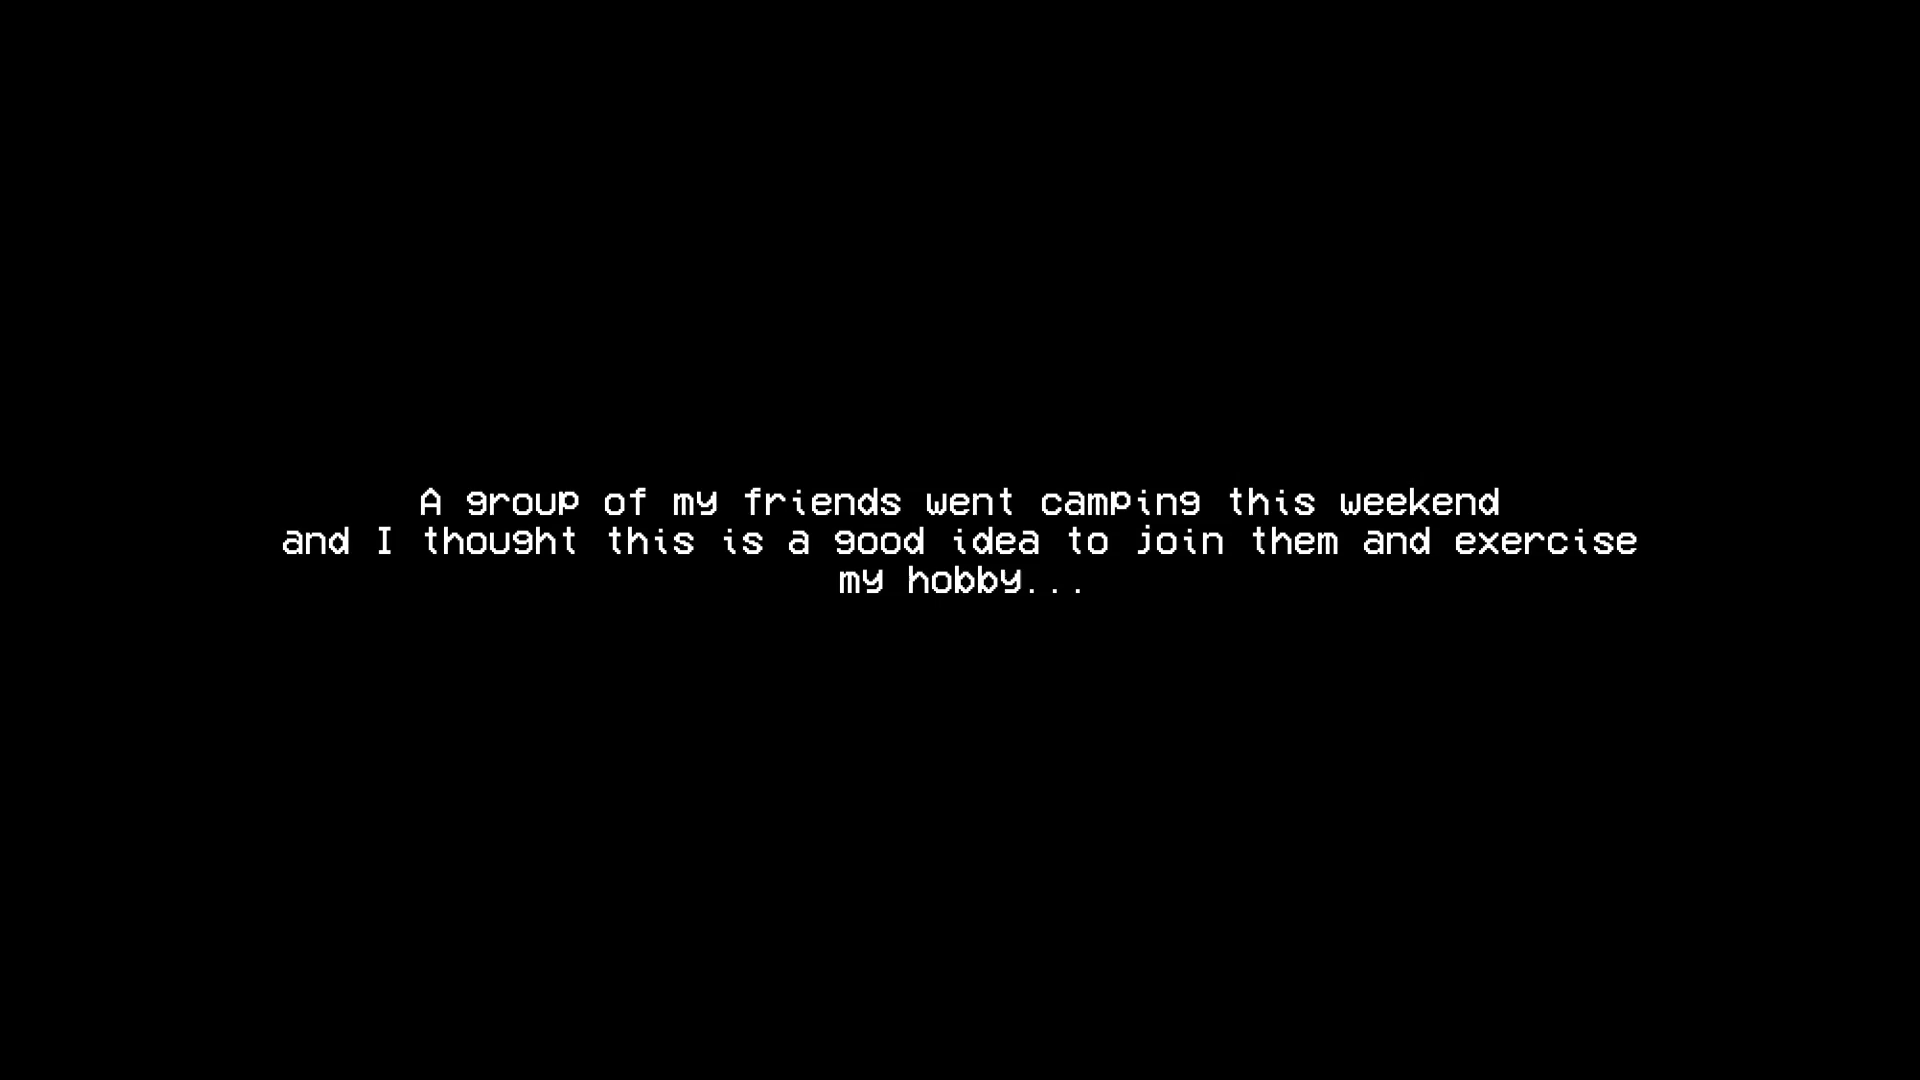 A group of my friends went camping this weekend
and I thought this is a good idea to join them and exercise
my hobby...